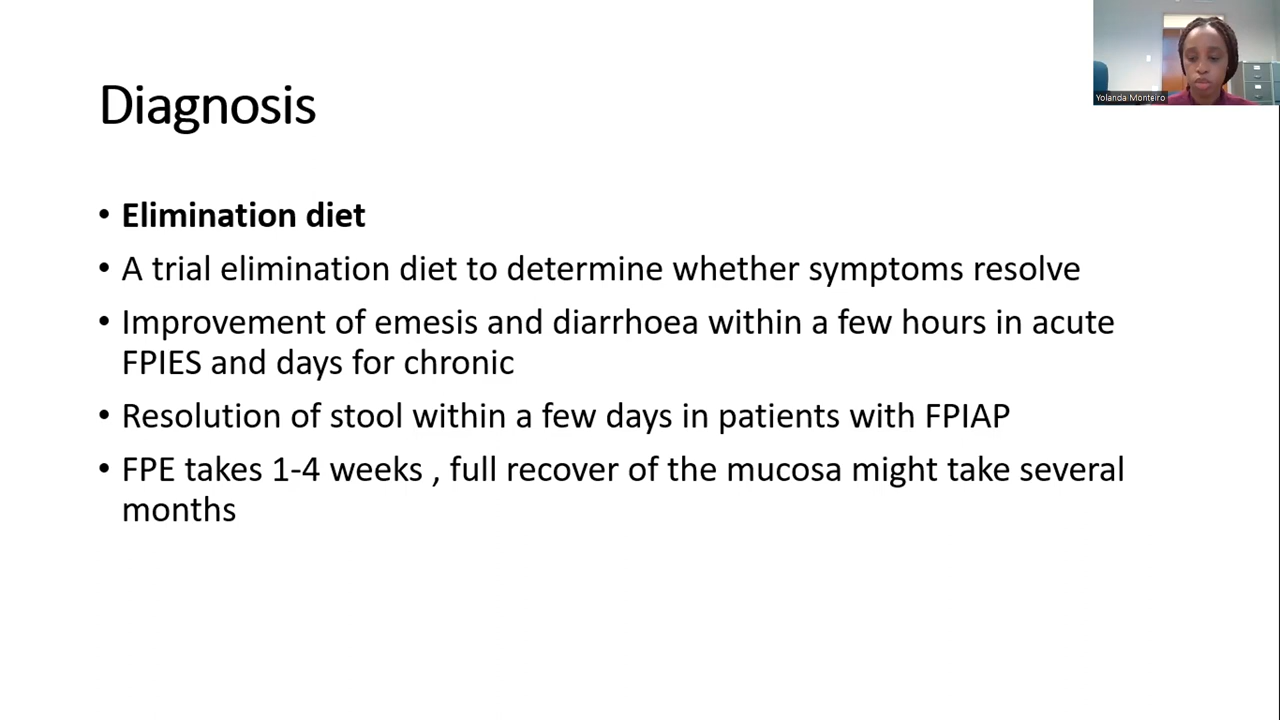 Diagnosis
Yolanda Monteiro
• Elimination diet
• A trial elimination diet to determine whether symptoms resolve
• Improvement of emesis and diarrhoea within a few hours in acute
FPIES and days for chronic
• Resolution of stool within a few days in patients with FPIAP
• FPE takes 1-4 weeks , full recover of the mucosa might take several
months